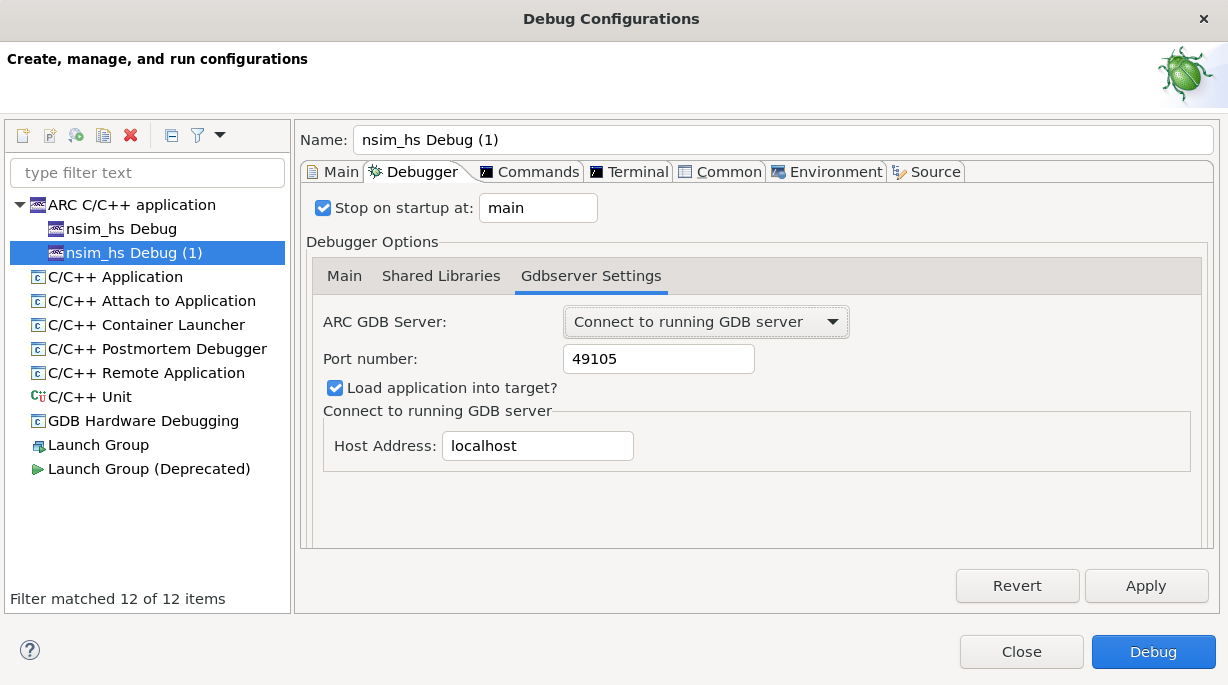 Debug Configurations
Create, manage, and run configurations
type filter text
ARC C/C++ application
nsim_hs Debug
nsim_hs Debug (1)
C/C++ Application
C/C++ Attach to Application
C/C++ Container Launcher
C/C++ Postmortem Debugger
C/C++ Remote Application
C/C++ Unit
GDB Hardware Debugging
Launch Group
Launch Group (Deprecated)
Filter matched 12 of 12 items
Name: nsim_hs Debug (1)
Main Debugger Commands Terminal Common Environment Source
Stop on startup at: main
Debugger Options
Main Shared Libraries Gdbserver Settings
ARC GDB Server: Connect to running GDB server
Port number: 49105
Load application into target?
Connect to running GDB server
Host Address: localhost
Revert Apply
Close Debug